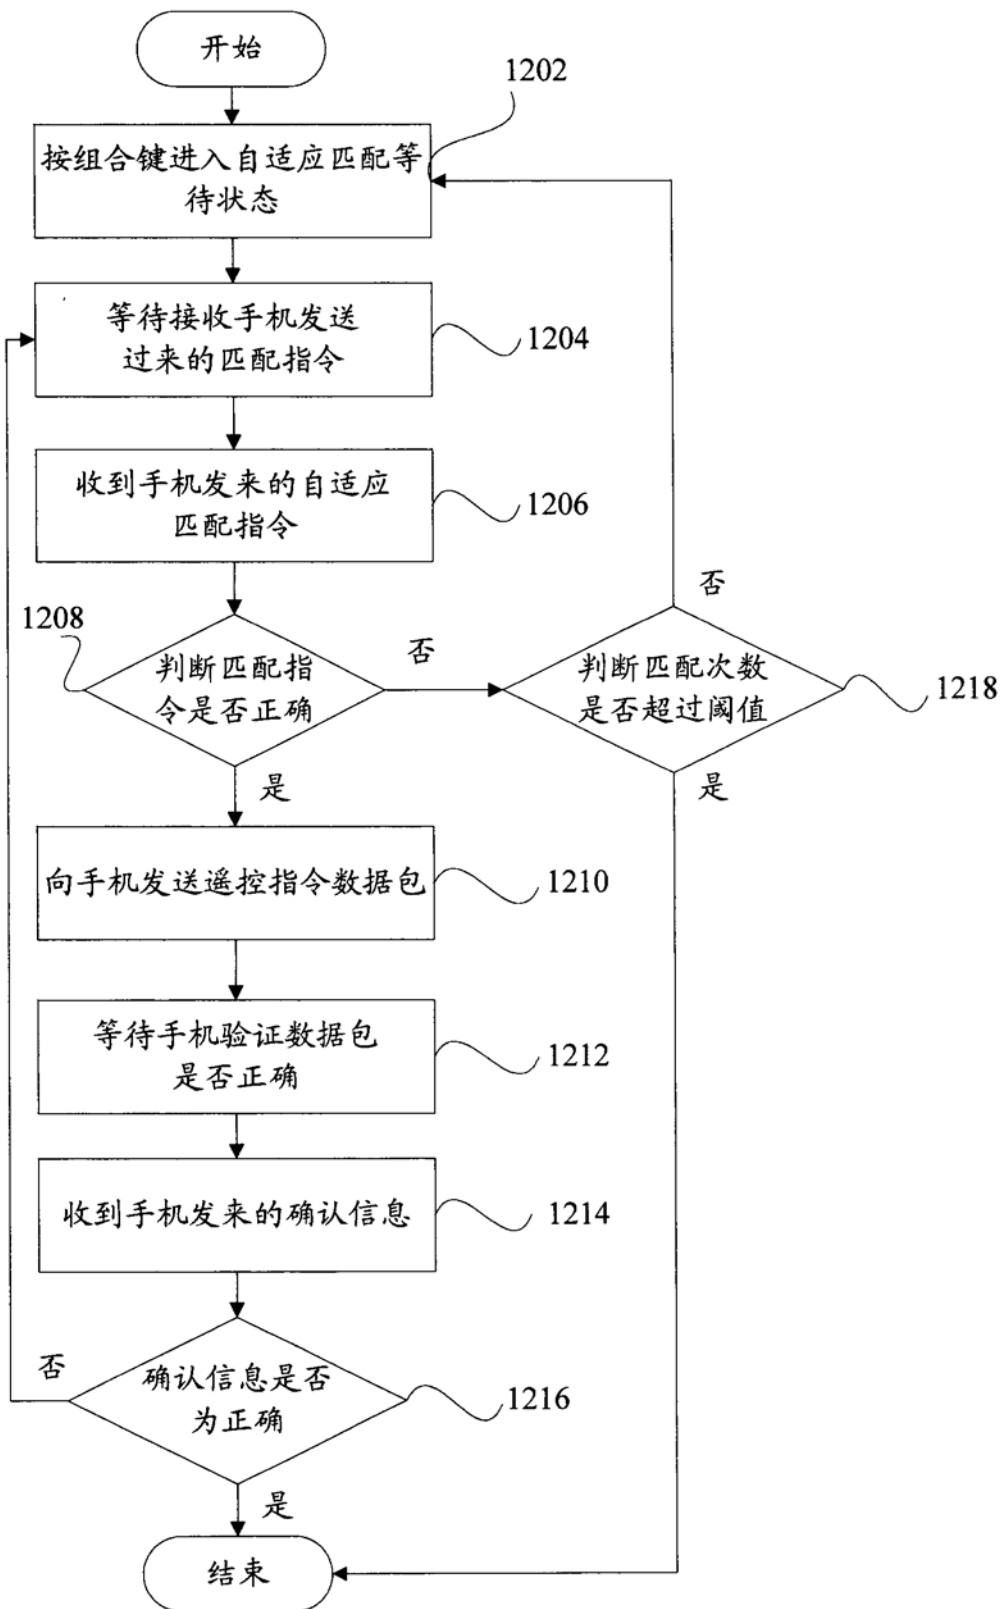 开始
1202
按组合键进入自适应匹配等
待状态
等待接收手机发送
过来的匹配指令
1204
收到手机发来的自适应
匹配指令
1206
1208
判断匹配指
令是否正确
否
判断匹配次数
是否超过阈值
1218
否
是
是
向手机发送遥控指令数据包
1210
等待手机验证数据包
是否正确
1212
收到手机发来的确认信息
1214
否
确认信息是否
为正确
1216
是
结束